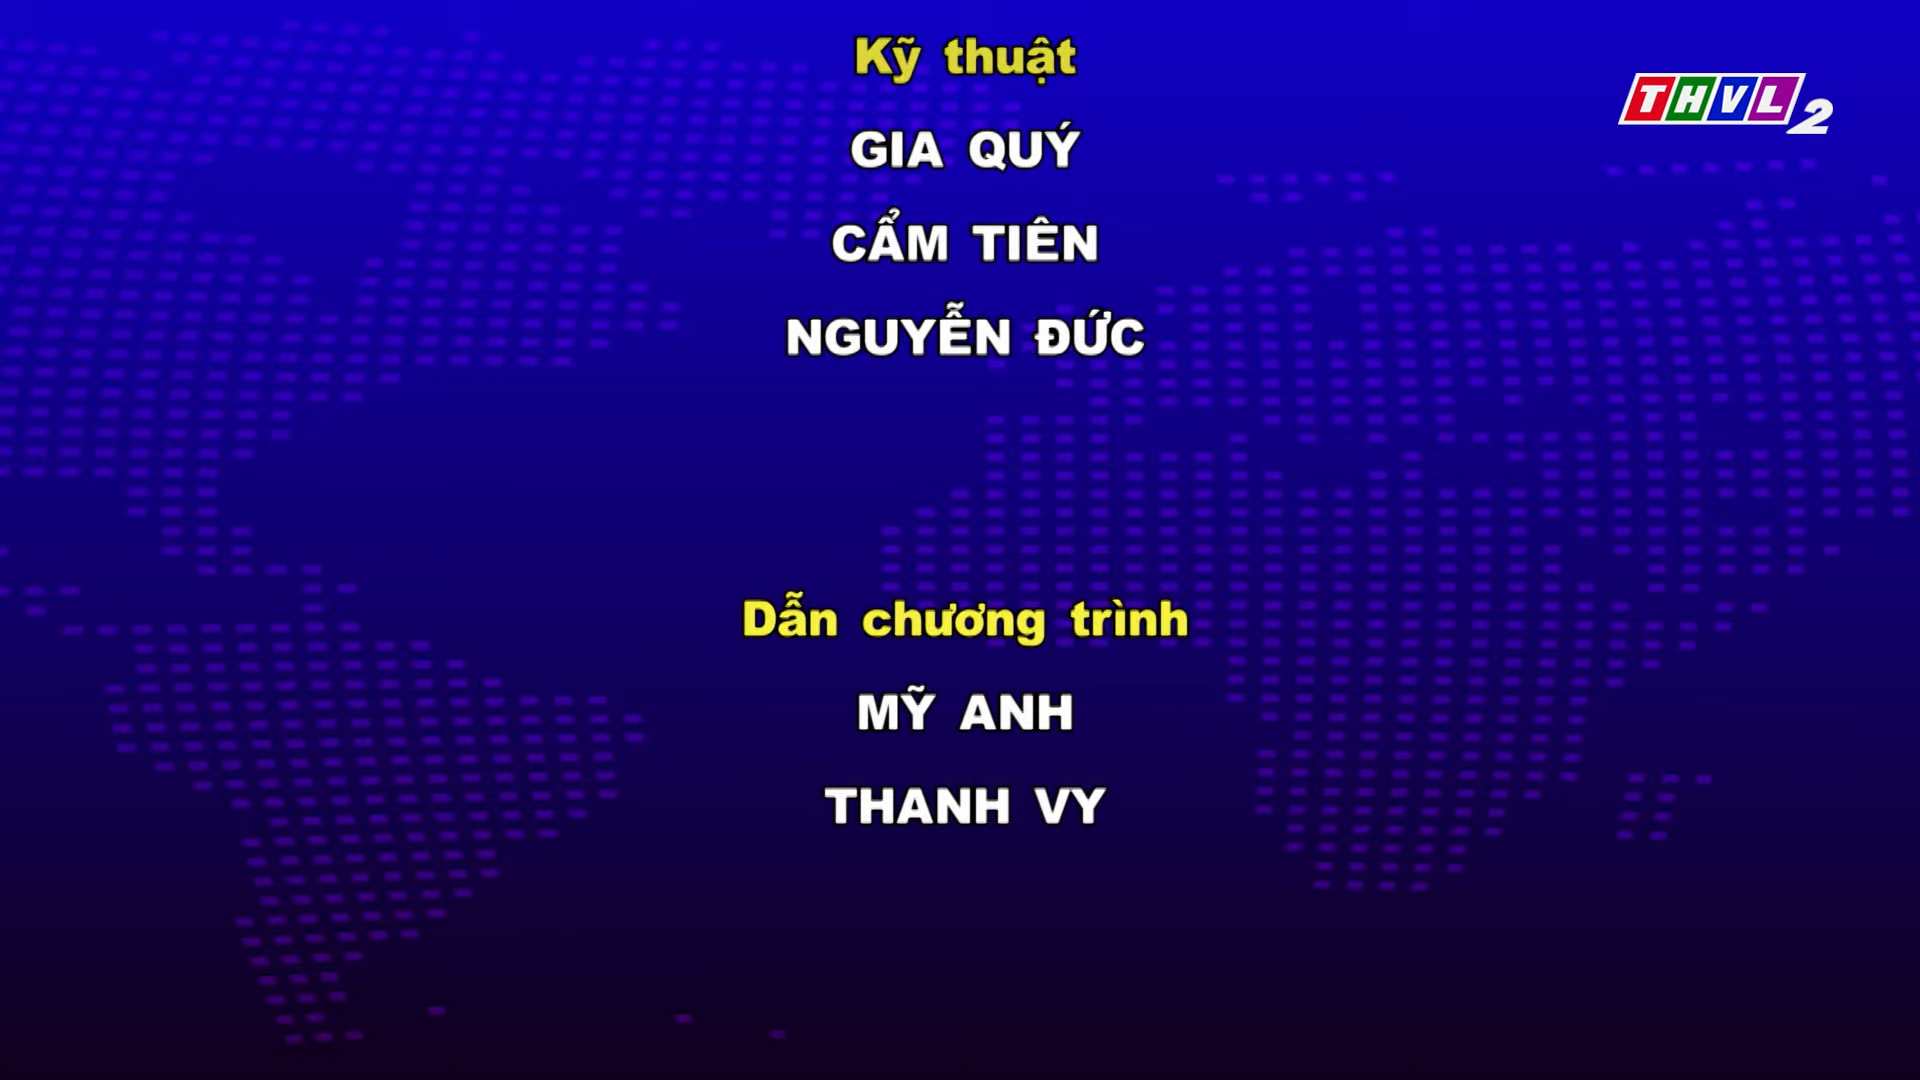 Kỹ thuật
THVL2
GIA QUÝ
CẨM TIÊN
NGUYỄN ĐỨC
Dẫn chương trình
MỸ ANH
THANH VY